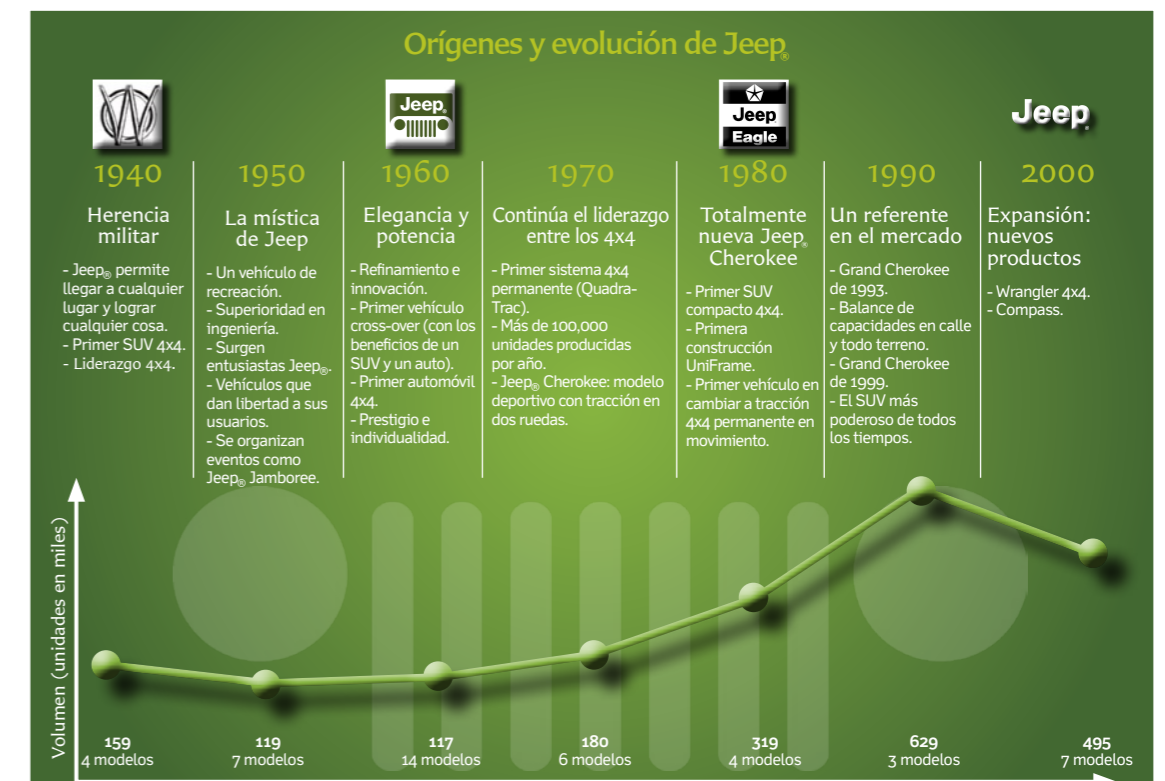 Orígenes y evolución de Jeep®
Jeep®
Jeep
Eagle
Jeep®
1940
Herencia
militar
- Jeep® permite
llegar a cualquier
lugar y lograr
cualquier cosa.
- Primer SUV 4x4.
- Liderazgo 4x4.
1950
La mística
de Jeep
- Un vehículo de
recreación.
- Superioridad en
ingeniería.
- Surgen
entusiastas Jeep®.
- Vehículos que
dan libertad a sus
usuarios.
- Se organizan
eventos como
Jeep® Jamboree.
1960
Elegancia y
potencia
- Refinamiento e
innovación.
- Primer vehículo
cross-over (con los
beneficios de un
SUV y un auto).
- Primer automóvil
4x4.
- Prestigio e
individualidad.
1970
Continúa el liderazgo
entre los 4x4
- Primer sistema 4x4
permanente (Quadra-
Trac).
- Más de 100,000
unidades producidas
por año.
- Jeep® Cherokee: modelo
deportivo con tracción en
dos ruedas.
1980
Totalmente
nueva Jeep®
Cherokee
- Primer SUV
compacto 4x4.
- Primera
construcción
UniFrame.
- Primer vehículo en
cambiar a tracción
4x4 permanente en
movimiento.
1990
Un referente
en el mercado
- Grand Cherokee
de 1993.
- Balance de
capacidades en calle
y todo terreno.
- Grand Cherokee
de 1999.
- El SUV más
poderoso de todos
los tiempos.
2000
Expansión:
nuevos
productos
- Wrangler 4x4.
- Compass.
Volumen (unidades en miles)
159
4 modelos
119
7 modelos
117
14 modelos
180
6 modelos
319
4 modelos
629
3 modelos
495
7 modelos